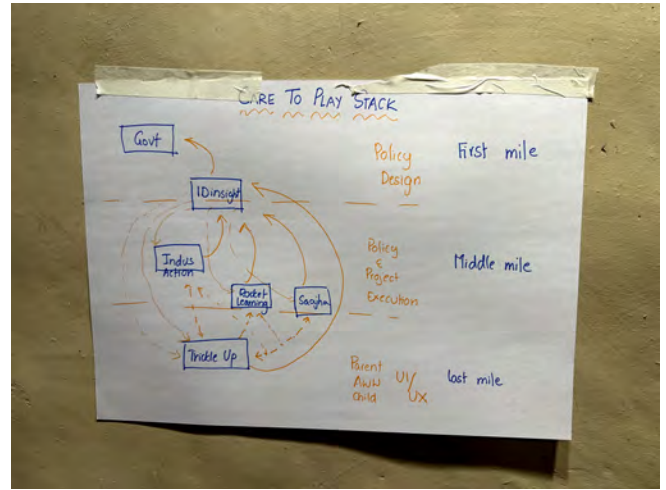 CARE TO PLAY STACK
Govt
Policy
Design
First mile
IDinsight
Indus
Action
Policy
&
Project
Execution
Middle mile
Rocket
Learning
Saajha
Trickle Up
Parent
AWW
Child
UI/
UX
Last mile